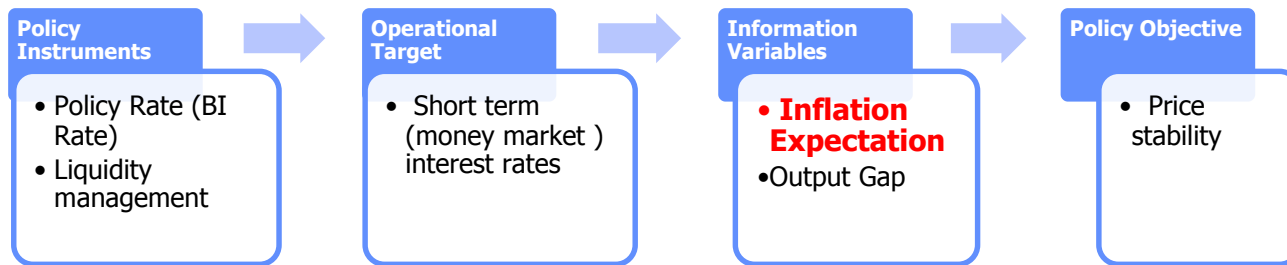 Policy
Instruments
• Policy Rate (BI
Rate)
• Liquidity
management
Operational
Target
• Short term
(money market )
interest rates
Information
Variables
• Inflation
Expectation
•Output Gap
Policy Objective
• Price
stability